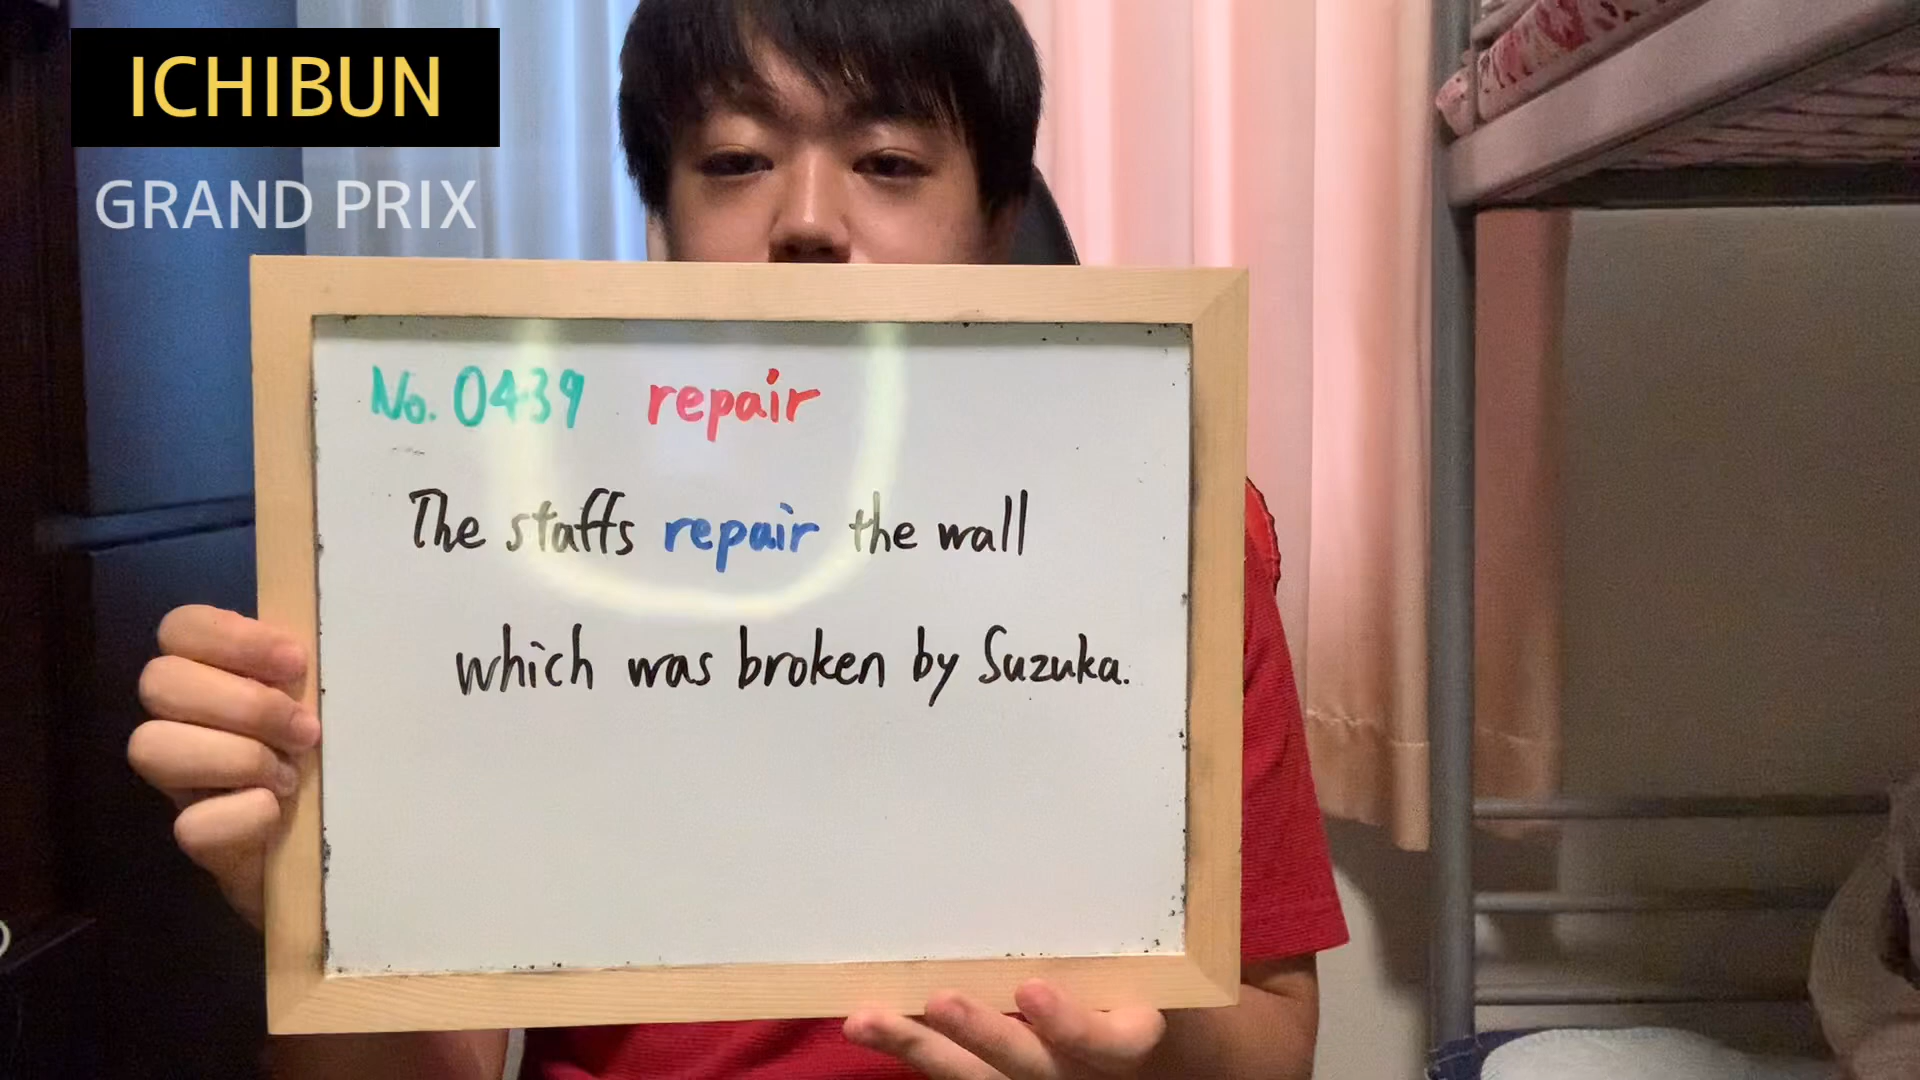 ICHIBUN
GRAND PRIX
No. 0439 repair
The staffs repair the wall
which was broken by Suzuka.